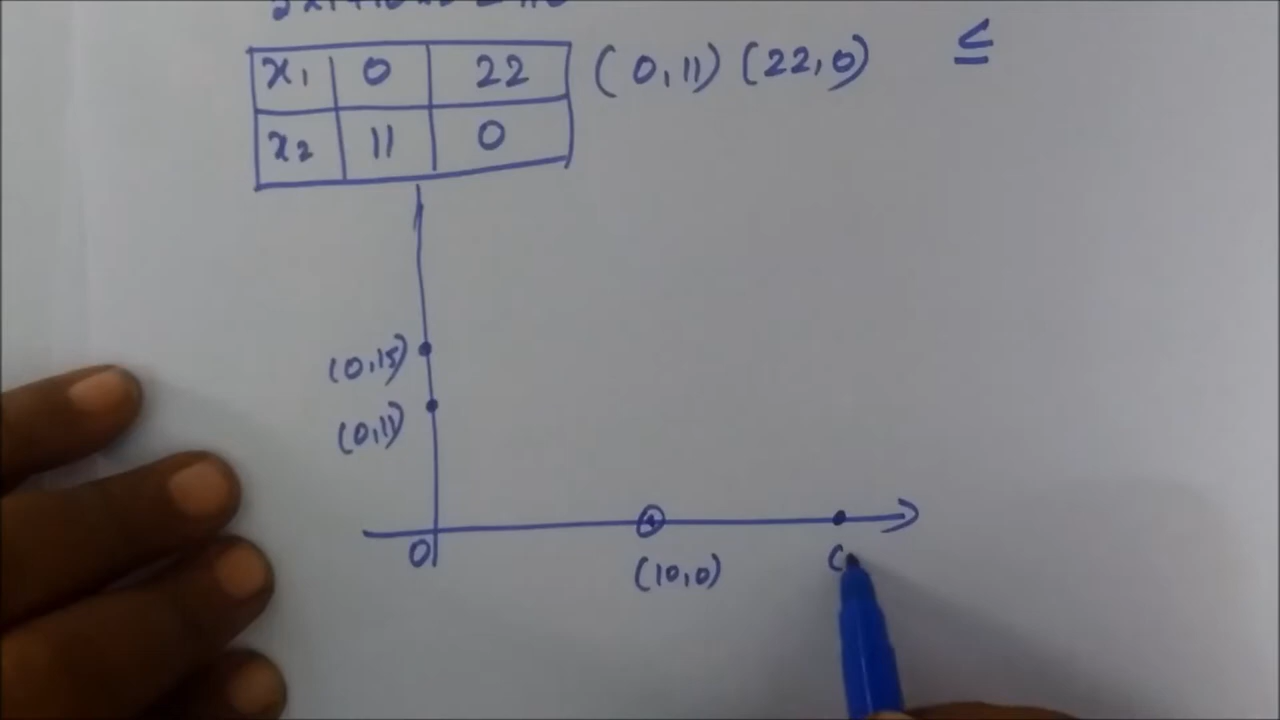 x₁ 0 22 (0,11) (22,0) ≤
x₂ 11 0
(0,15)
(0,11)
0
(10,0) (